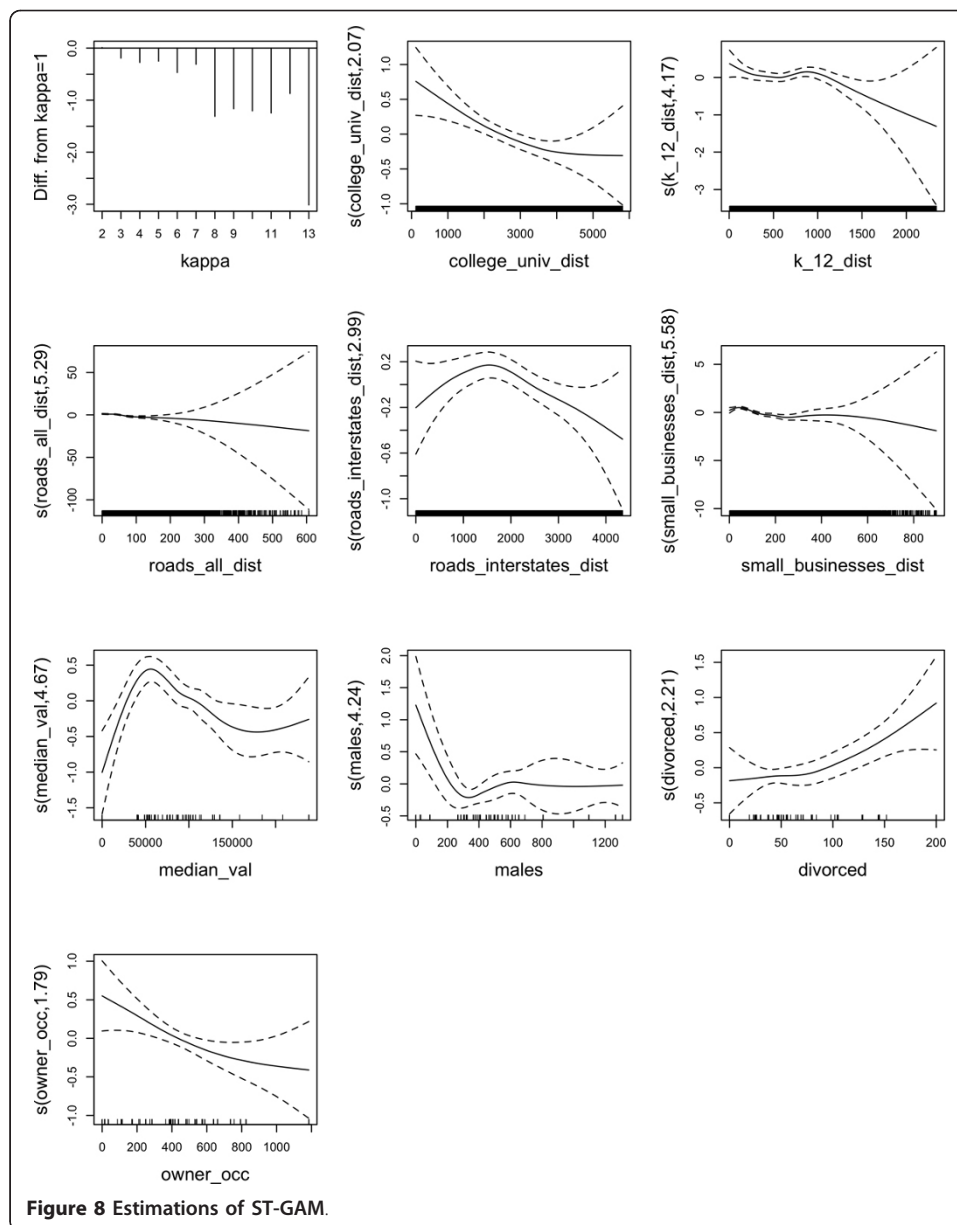 Diff. from kappa=1
0.0
-1.0
-2.0
-3.0
2 3 4 5 6 7 8 9 11 13
kappa
s(college_univ_dist,2.07)
1.0
0.5
0.0
-0.5
-1.0
0 1000 3000 5000
college_univ_dist
s(k_12_dist,4.17)
0
-1
-2
-3
0 500 1000 2000
k_12_dist
s(roads_all_dist,5.29)
50
0
-50
-100
0 100 200 300 400 500 600
roads_all_dist
s(roads_interstates_dist,2.99)
0.2
-0.2
-0.6
-1.0
0 1000 2000 3000 4000
roads_interstates_dist
s(small_businesses_dist,5.58)
5
0
-5
-10
0 200 400 600 800
small_businesses_dist
s(median_val,4.67)
0.5
0.0
-0.5
-1.0
-1.5
0 50000 150000
median_val
s(males,4.24)
2.0
1.5
1.0
0.5
0.0
-0.5
0 200 400 600 800 1200
males
s(divorced,2.21)
1.5
1.0
0.5
0.0
-0.5
0 50 100 150 200
divorced
s(owner_occ,1.79)
1.0
0.5
0.0
-0.5
-1.0
0 200 400 600 800 1000
owner_occ
Figure 8 Estimations of ST-GAM.